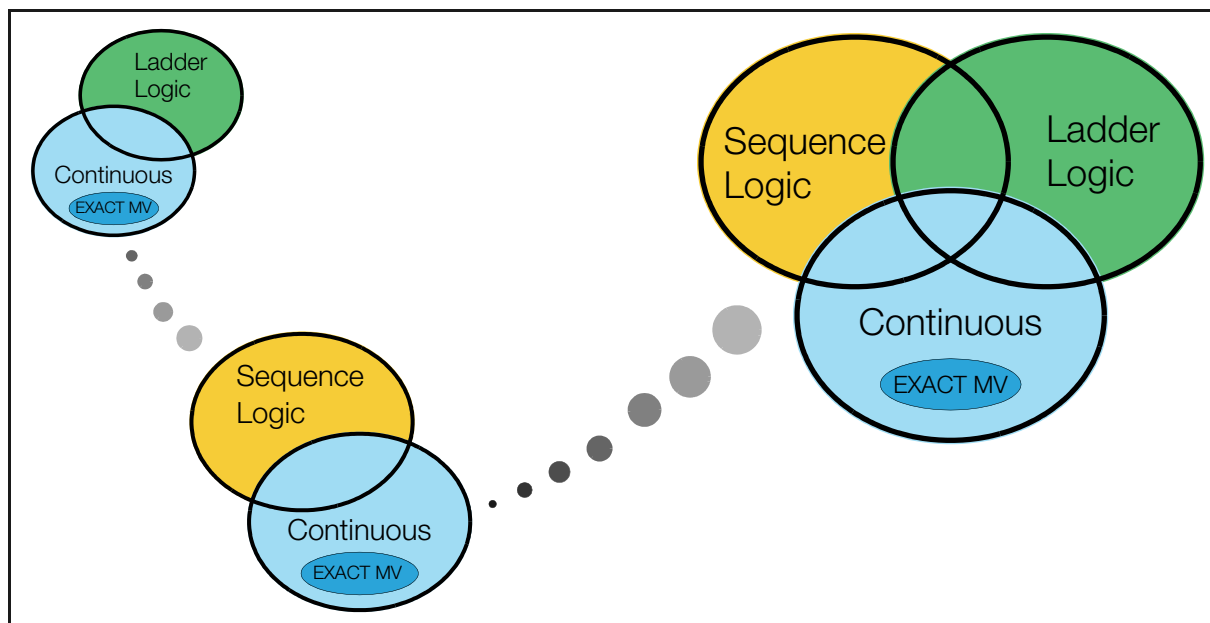 Ladder
Logic
Continuous
EXACT MV
Sequence
Logic
Continuous
EXACT MV
Sequence
Logic
Ladder
Logic
Continuous
EXACT MV